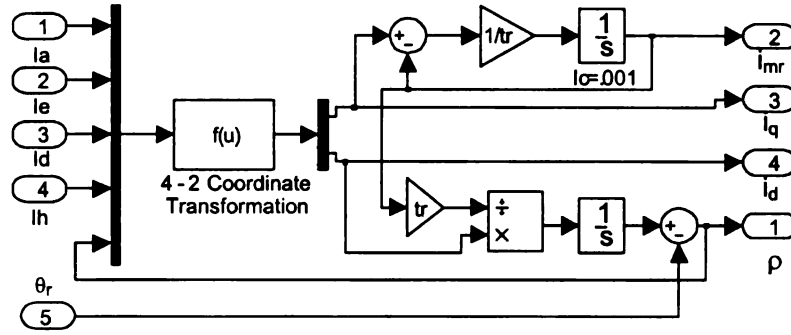 1
Ia
2
Ie
3
Id
4
Ih
θr
5
f(u)
4 - 2 Coordinate
Transformation
+
-
1/tr
1
s
Ic=.001
2
imr
3
iq
4
id
tr
÷
×
1
s
+
-
1
ρ